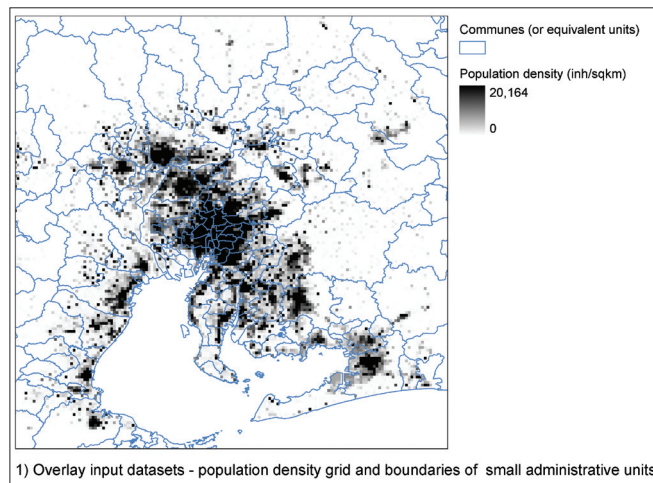 Communes (or equivalent units)
Population density (inh/sqkm)
20,164
0
1) Overlay input datasets - population density grid and boundaries of small administrative units